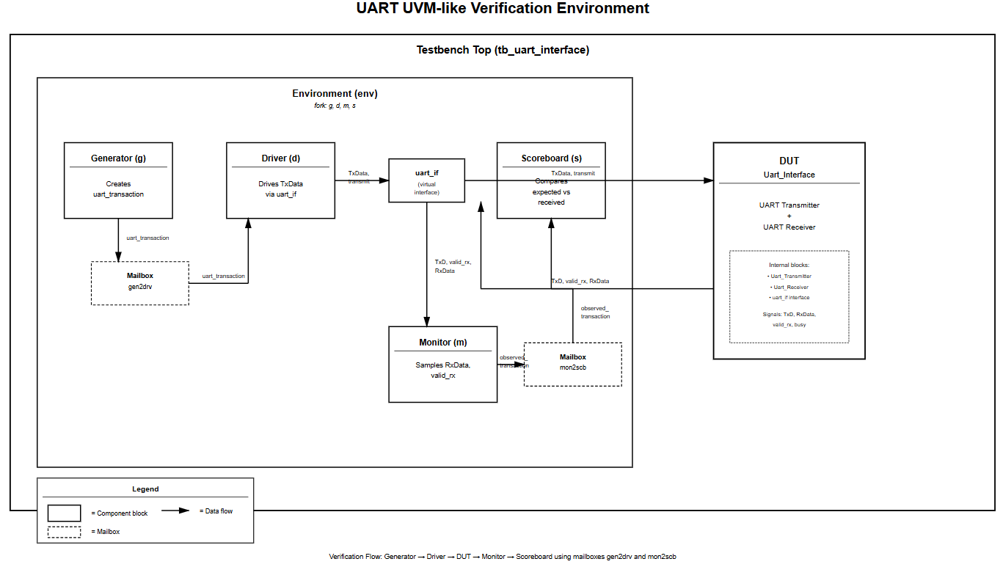 UART UVM-like Verification Environment
Testbench Top (tb_uart_interface)
Environment (env)
fork: g, d, m, s
Generator (g)
Creates
uart_transaction
Driver (d)
Drives TxData
via uart_if
TxData,
transmit
uart_if
(virtual
interface)
Scoreboard (s)
TxData, transmit
Compares
expected vs
received
DUT
Uart_Interface
UART Transmitter
+
UART Receiver
Internal blocks:
• Uart_Transmitter
• Uart_Receiver
• uart_if interface
Signals: TxD, RxData,
valid_rx, busy
uart_transaction
Mailbox
gen2drv
uart_transaction
TxD, valid_rx,
RxData
TxD, valid_rx, RxData
observed_
transaction
Monitor (m)
Samples RxData,
valid_rx
observed_
transaction
Mailbox
mon2scb
Legend
= Component block
= Data flow
= Mailbox
Verification Flow: Generator → Driver → DUT → Monitor → Scoreboard using mailboxes gen2drv and mon2scb